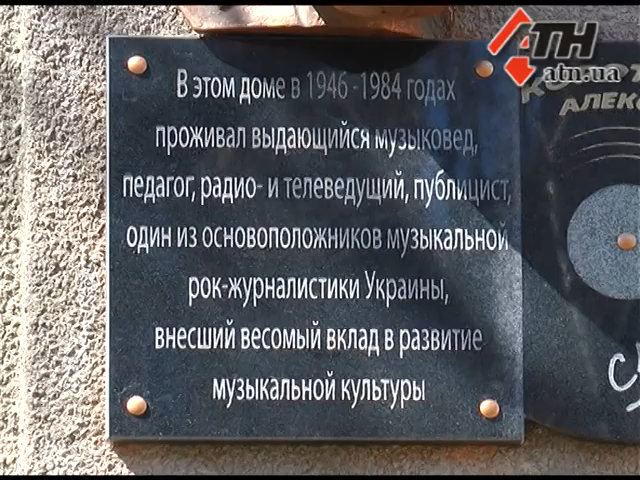 АТН
atn.ua
В этом доме в 1946 - 1984 годах
проживал выдающийся музыковед,
педагог, радио- и телеведущий, публицист,
один из основоположников музыкальной
рок-журналистики Украины,
внесший весомый вклад в развитие
музыкальной культуры